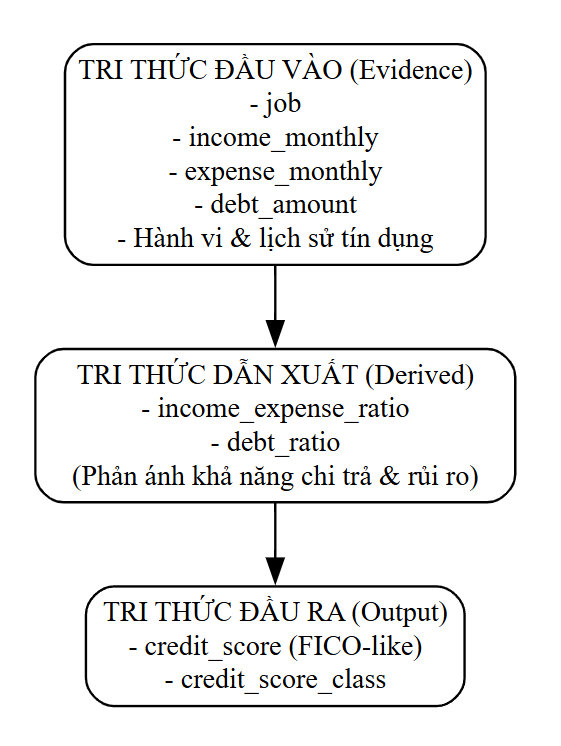 TRI THỨC ĐẦU VÀO (Evidence)
- job
- income_monthly
- expense_monthly
- debt_amount
- Hành vi & lịch sử tín dụng
TRI THỨC DẪN XUẤT (Derived)
- income_expense_ratio
- debt_ratio
(Phản ánh khả năng chi trả & rủi ro)
TRI THỨC ĐẦU RA (Output)
- credit_score (FICO-like)
- credit_score_class